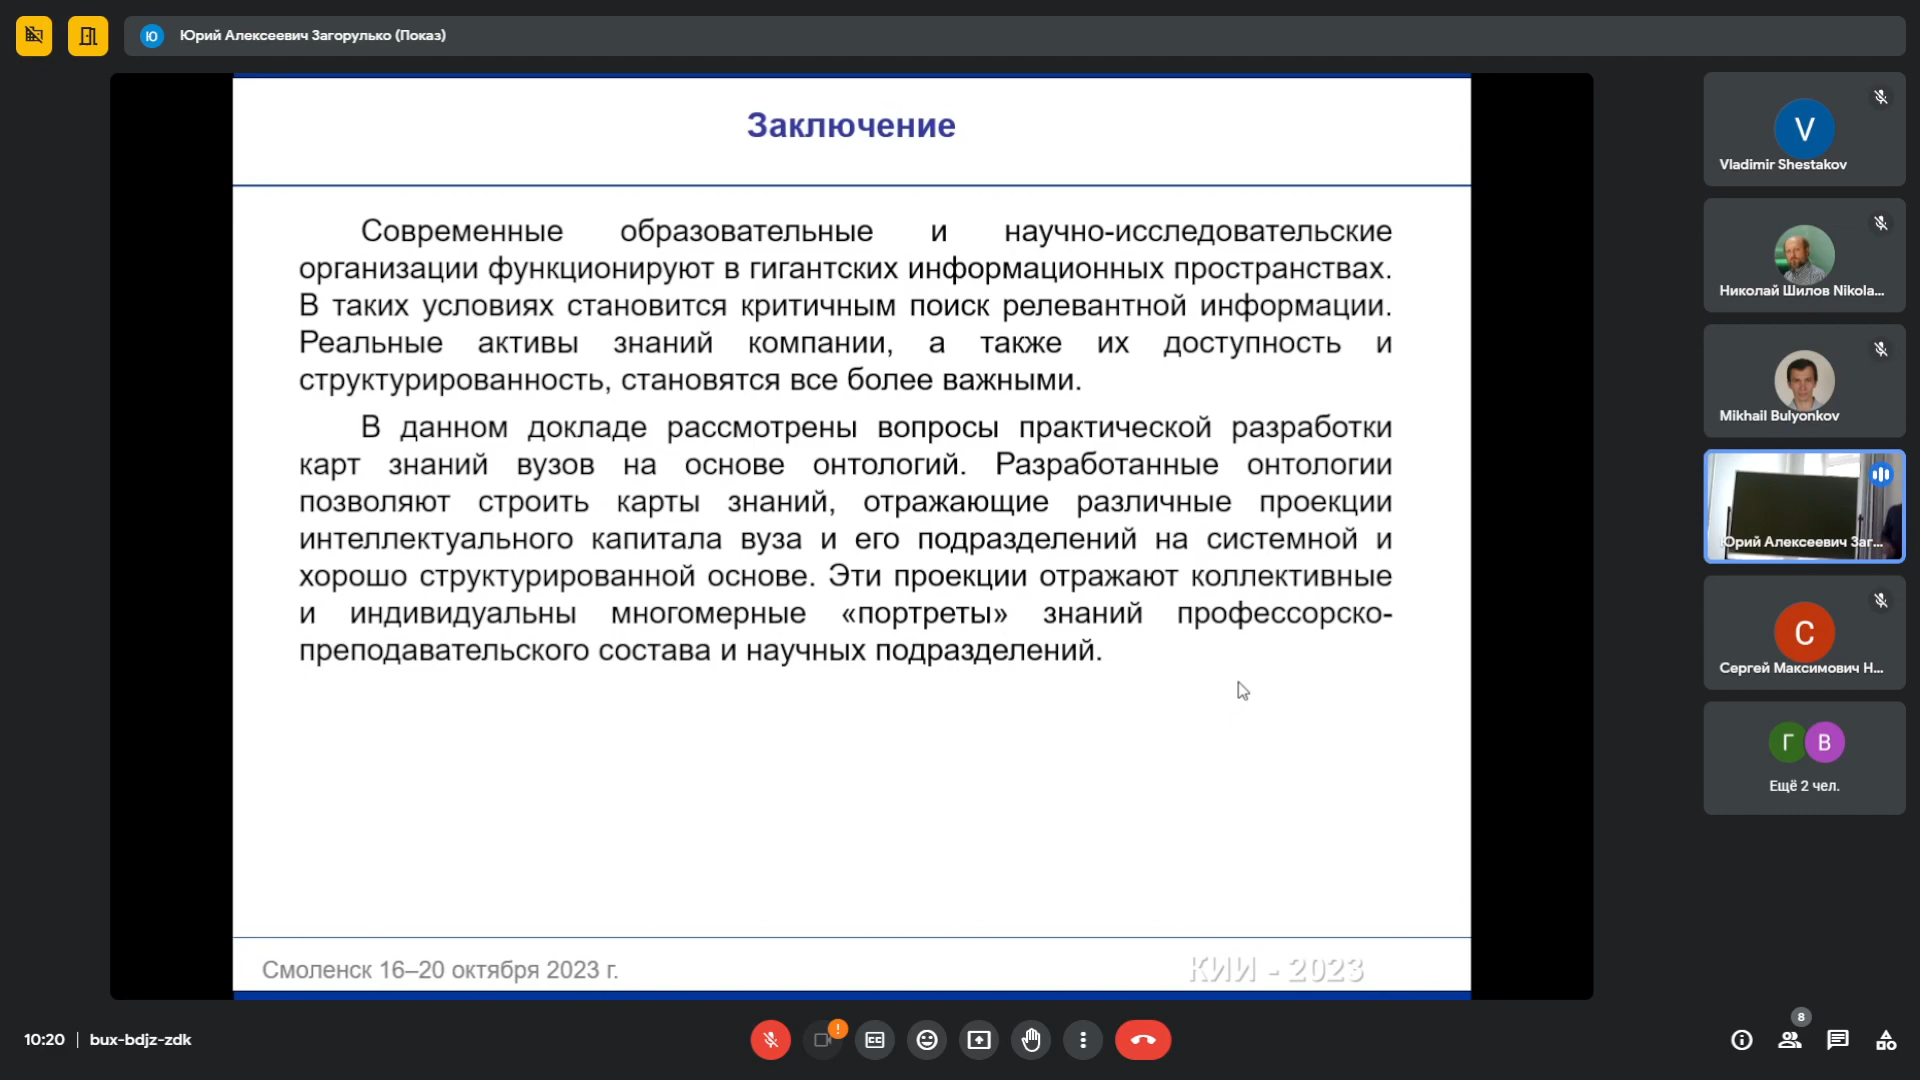 Ю Юрий Алексеевич Загорулько (Показ)
Заключение
Современные образовательные и научно-исследовательские
организации функционируют в гигантских информационных пространствах.
В таких условиях становится критичным поиск релевантной информации.
Реальные активы знаний компании, а также их доступность и
структурированность, становятся все более важными.
В данном докладе рассмотрены вопросы практической разработки
карт знаний вузов на основе онтологий. Разработанные онтологии
позволяют строить карты знаний, отражающие различные проекции
интеллектуального капитала вуза и его подразделений на системной и
хорошо структурированной основе. Эти проекции отражают коллективные
и индивидуальны многомерные «портреты» знаний профессорско-
преподавательского состава и научных подразделений.
Смоленск 16–20 октября 2023 г.
КИИ - 2023
V
Vladimir Shestakov
Николай Шилов Nikola...
Mikhail Bulyonkov
Юрий Алексеевич Заг...
С
Сергей Максимович Н...
Г В
Ещё 2 чел.
10:20 | bux-bdjz-zdk
!
CC
8